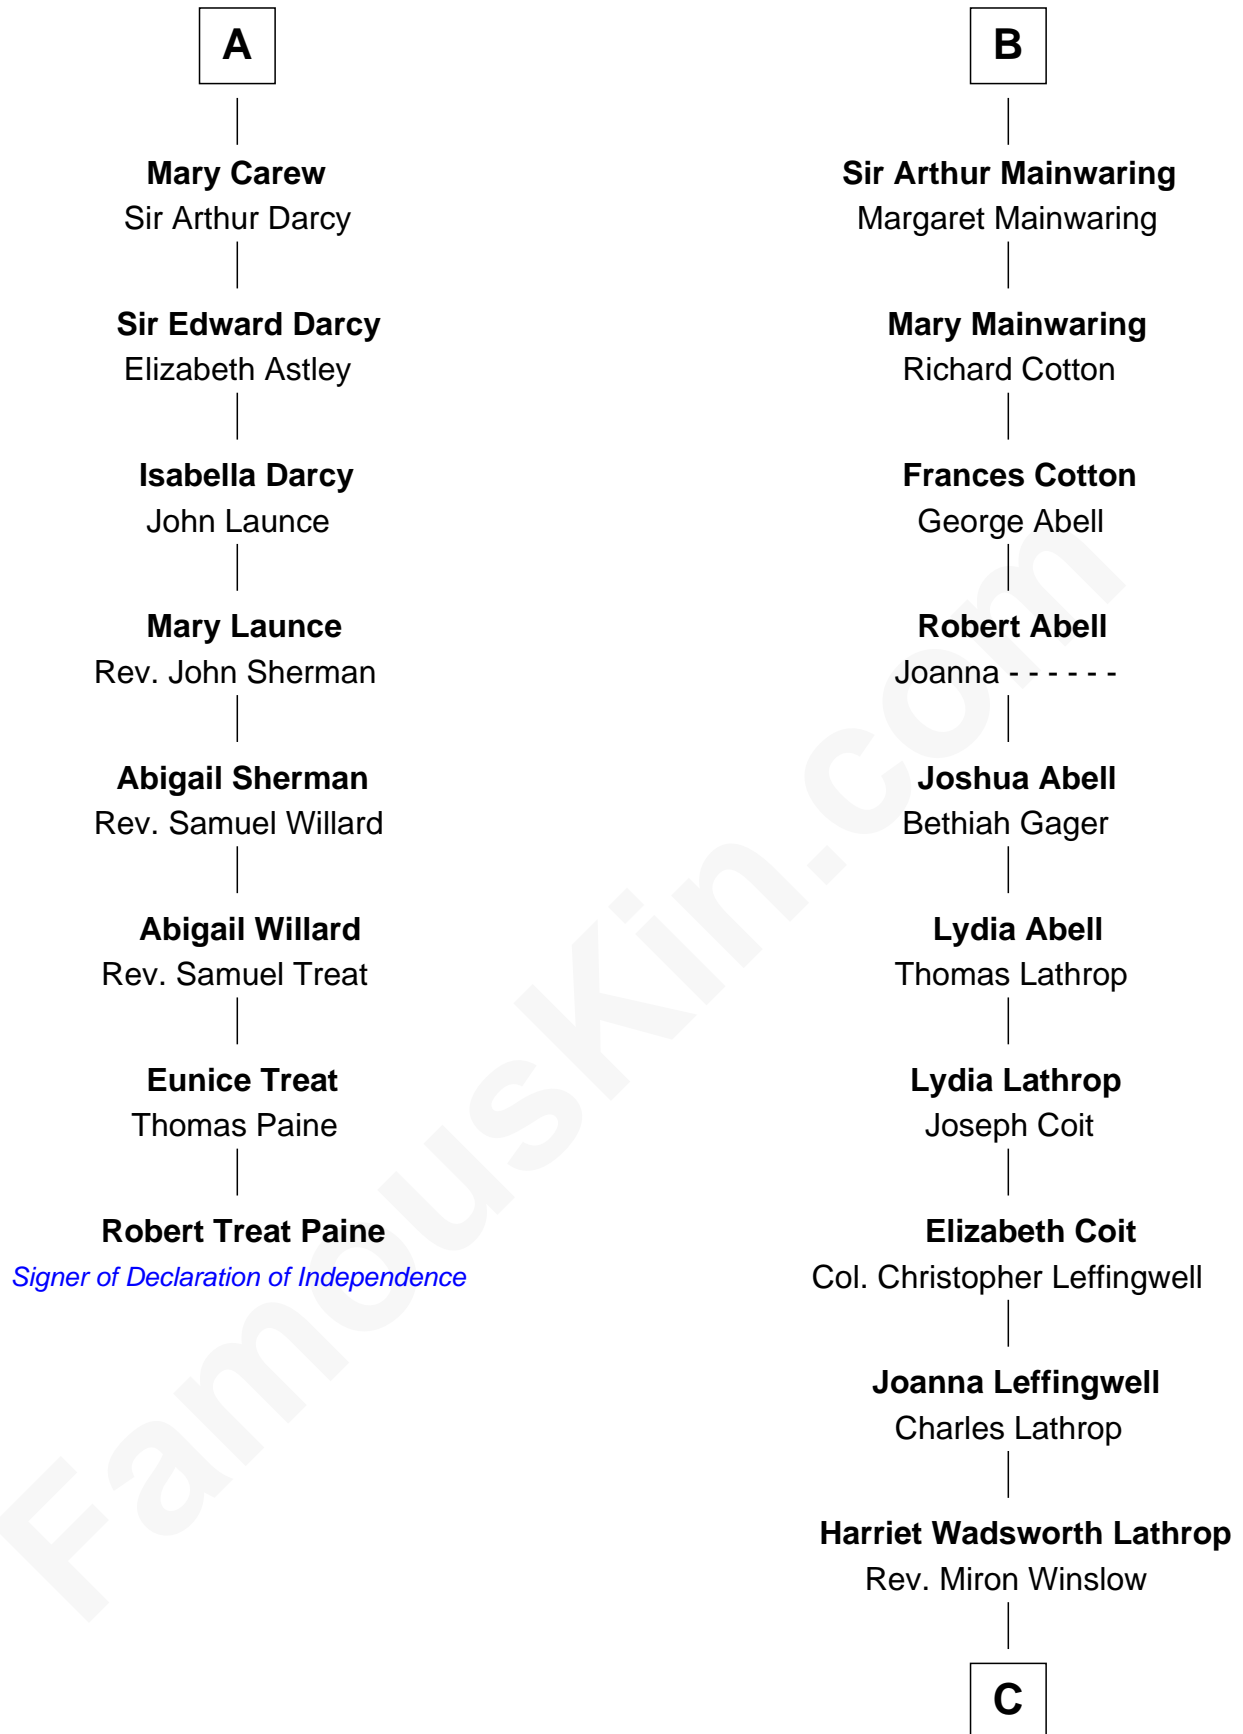 A
Mary Carew
Sir Arthur Darcy
Sir Edward Darcy
Elizabeth Astley
Isabella Darcy
John Launce
Mary Launce
Rev. John Sherman
Abigail Sherman
Rev. Samuel Willard
Abigail Willard
Rev. Samuel Treat
Eunice Treat
Thomas Paine
Robert Treat Paine
Signer of Declaration of Independence
B
Sir Arthur Mainwaring
Margaret Mainwaring
Mary Mainwaring
Richard Cotton
Frances Cotton
George Abell
Robert Abell
Joanna - - - - - -
Joshua Abell
Bethiah Gager
Lydia Abell
Thomas Lathrop
Lydia Lathrop
Joseph Coit
Elizabeth Coit
Col. Christopher Leffingwell
Joanna Leffingwell
Charles Lathrop
Harriet Wadsworth Lathrop
Rev. Miron Winslow
C
FamousKin.com